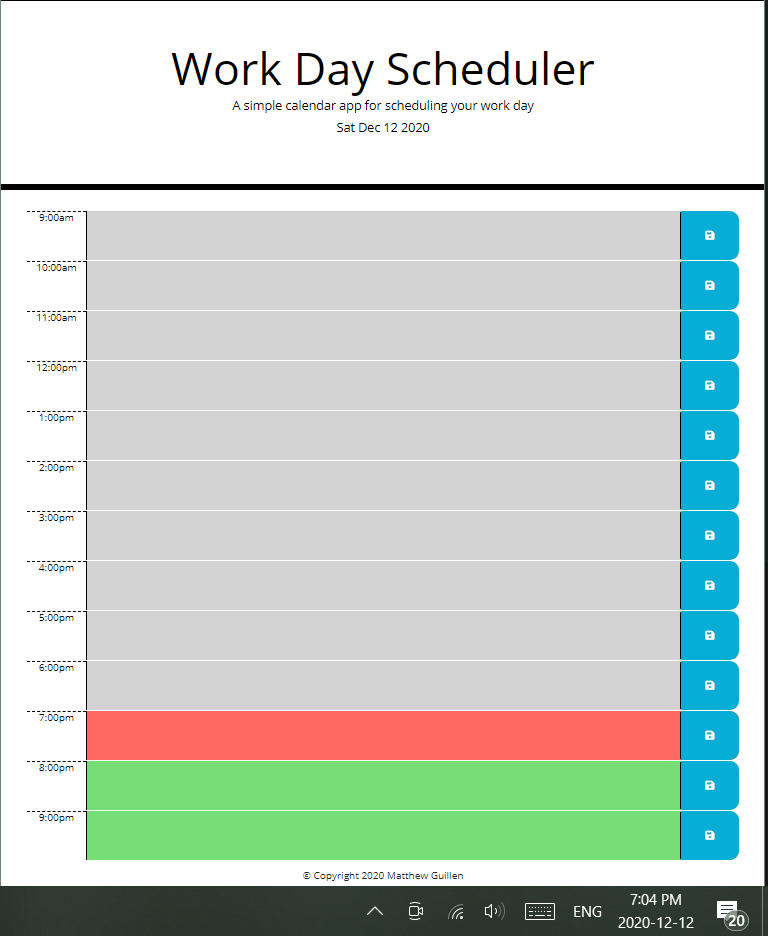 Work Day Scheduler
A simple calendar app for scheduling your work day
Sat Dec 12 2020
9:00am
10:00am
11:00am
12:00pm
1:00pm
2:00pm
3:00pm
4:00pm
5:00pm
6:00pm
7:00pm
8:00pm
9:00pm
© Copyright 2020 Matthew Guillen
ENG
7:04 PM
2020-12-12
20